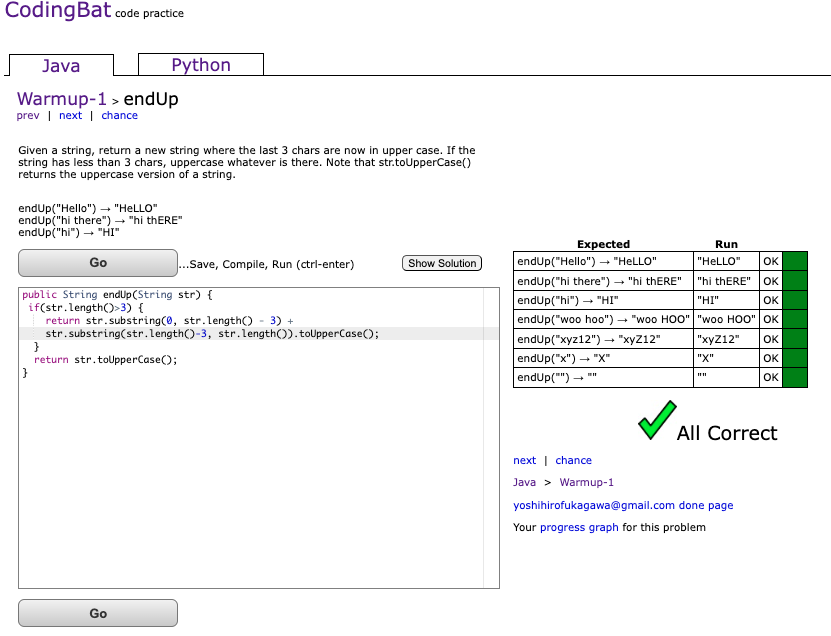 CodingBat code practice
Java
Python
Warmup-1 > endUp
prev | next | chance
Given a string, return a new string where the last 3 chars are now in upper case. If the
string has less than 3 chars, uppercase whatever is there. Note that str.toUpperCase()
returns the uppercase version of a string.
endUp("Hello") → "HeLLO"
endUp("hi there") → "hi thERE"
endUp("hi") → "HI"
Go
...Save, Compile, Run (ctrl-enter)
Show Solution
public String endUp(String str) {
if(str.length()>3) {
return str.substring(0, str.length() - 3) +
str.substring(str.length()-3, str.length()).toUpperCase();
}
return str.toUpperCase();
}
Go
Expected Run
endUp("Hello") → "HeLLO" "HeLLO" OK
endUp("hi there") → "hi thERE" "hi thERE" OK
endUp("hi") → "HI" "HI" OK
endUp("woo hoo") → "woo HOO" "woo HOO" OK
endUp("xyz12") → "xyZ12" "xyZ12" OK
endUp("x") → "X" "X" OK
endUp("") → "" "" OK
All Correct
next | chance
Java > Warmup-1
yoshihirofukagawa@gmail.com done page
Your progress graph for this problem